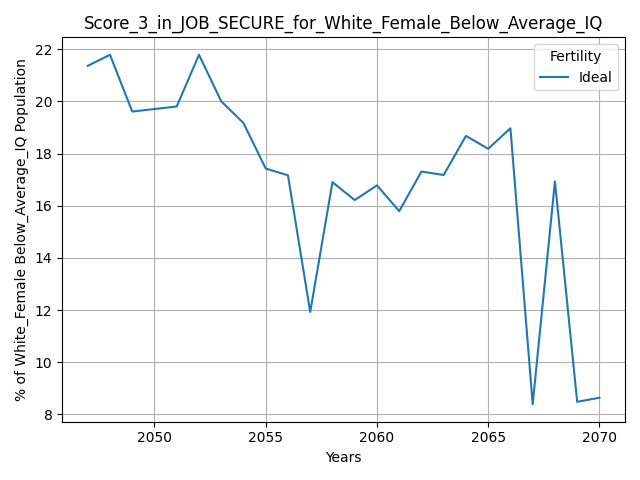 Score_3_in_JOB_SECURE_for_White_Female_Below_Average_IQ
% of White_Female Below_Average_IQ Population
22
20
18
16
14
12
10
8
Fertility
Ideal
2050 2055 2060 2065 2070
Years